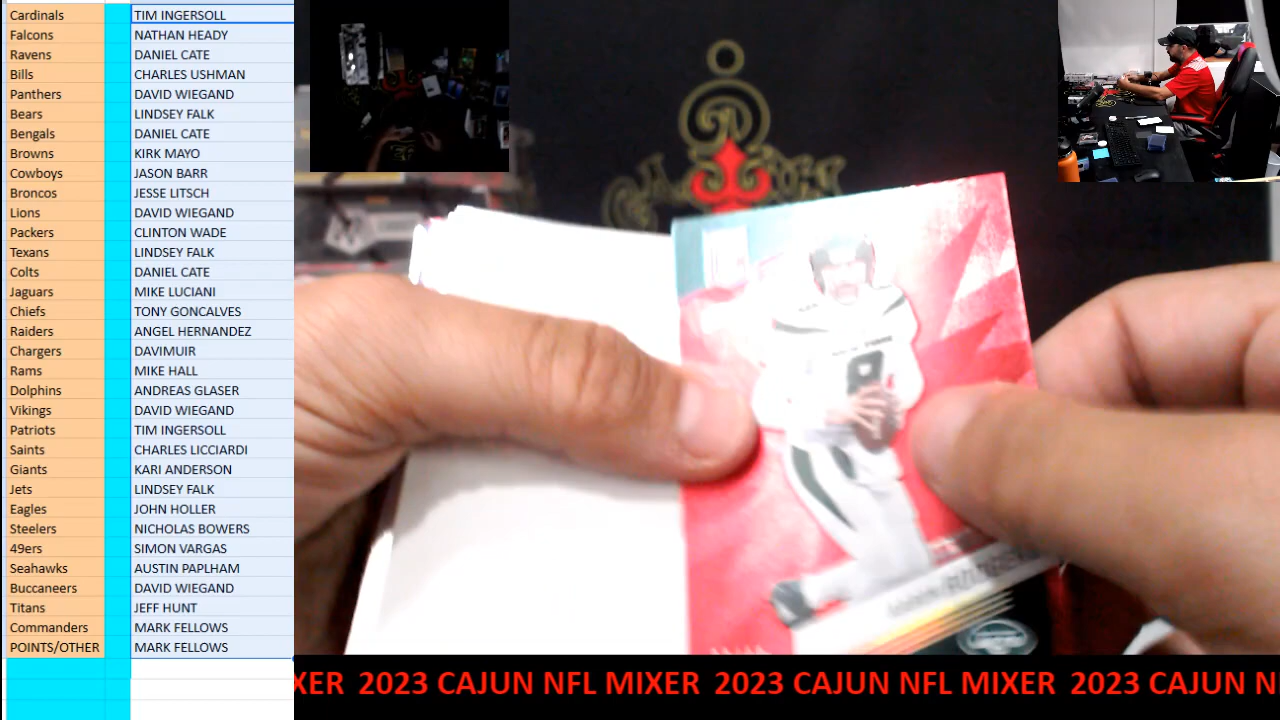 Cardinals TIM INGERSOLL
Falcons NATHAN HEADY
Ravens DANIEL CATE
Bills CHARLES USHMAN
Panthers DAVID WIEGAND
Bears LINDSEY FALK
Bengals DANIEL CATE
Browns KIRK MAYO
Cowboys JASON BARR
Broncos JESSE LITSCH
Lions DAVID WIEGAND
Packers CLINTON WADE
Texans LINDSEY FALK
Colts DANIEL CATE
Jaguars MIKE LUCIANI
Chiefs TONY GONCALVES
Raiders ANGEL HERNANDEZ
Chargers DAVIMUIR
Rams MIKE HALL
Dolphins ANDREAS GLASER
Vikings DAVID WIEGAND
Patriots TIM INGERSOLL
Saints CHARLES LICCIARDI
Giants KARI ANDERSON
Jets LINDSEY FALK
Eagles JOHN HOLLER
Steelers NICHOLAS BOWERS
49ers SIMON VARGAS
Seahawks AUSTIN PAPLHAM
Buccaneers DAVID WIEGAND
Titans JEFF HUNT
Commanders MARK FELLOWS
POINTS/OTHER MARK FELLOWS
8
XER 2023 CAJUN NFL MIXER 2023 CAJUN NFL MIXER 2023 CAJUN N